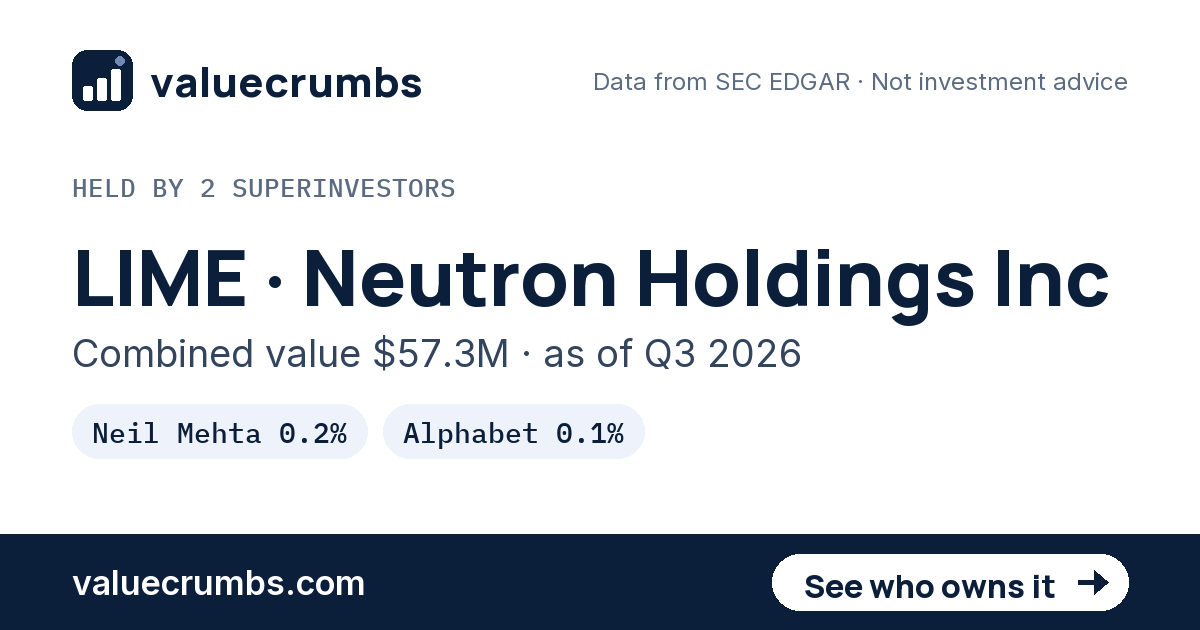 valuecrumbs
Data from SEC EDGAR · Not investment advice
HELD BY 2 SUPERINVESTORS
LIME · Neutron Holdings Inc
Combined value $57.3M · as of Q3 2026
Neil Mehta 0.2%
Alphabet 0.1%
valuecrumbs.com
See who owns it →